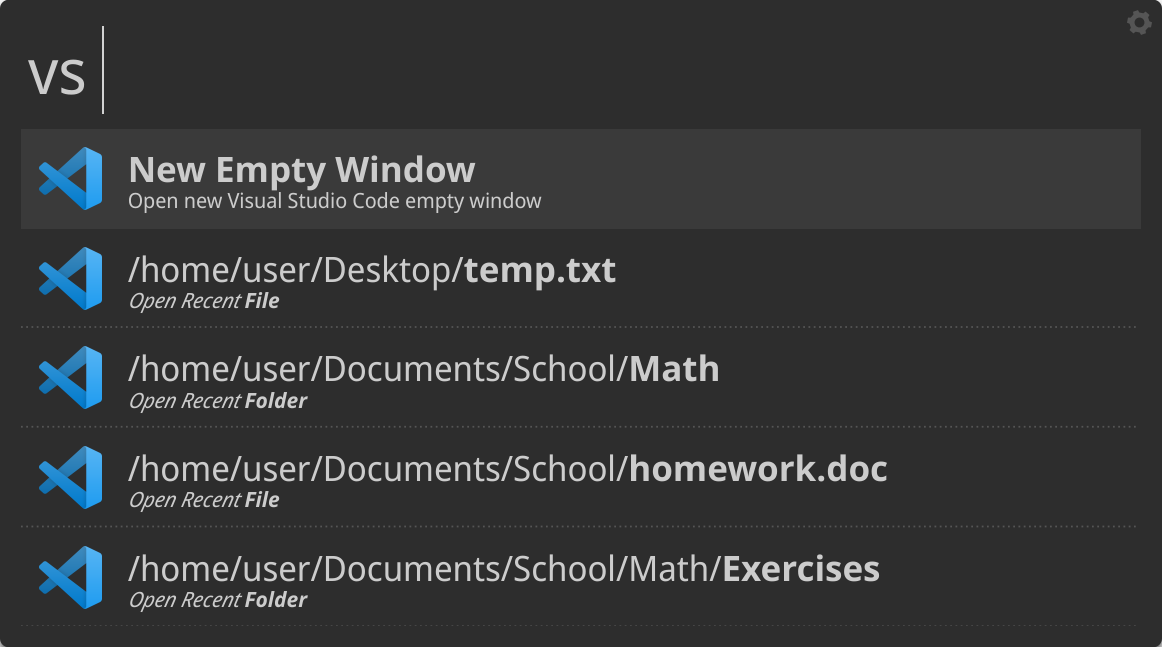 vs
New Empty Window
Open new Visual Studio Code empty window
/home/user/Desktop/temp.txt
Open Recent File
/home/user/Documents/School/Math
Open Recent Folder
/home/user/Documents/School/homework.doc
Open Recent File
/home/user/Documents/School/Math/Exercises
Open Recent Folder